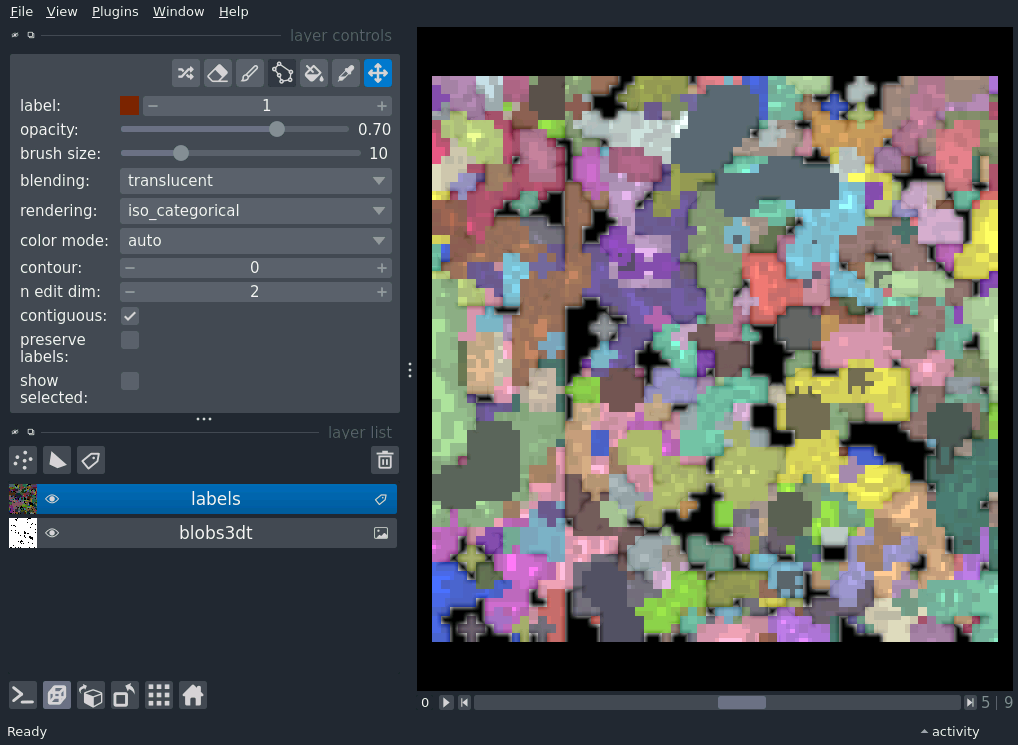 File View Plugins Window Help
layer controls
label: 1
opacity: 0.70
brush size: 10
blending: translucent
rendering: iso_categorical
color mode: auto
contour: 0
n edit dim: 2
contiguous:
preserve
labels:
show
selected:
layer list
labels
blobs3dt
0 5 | 9
Ready activity